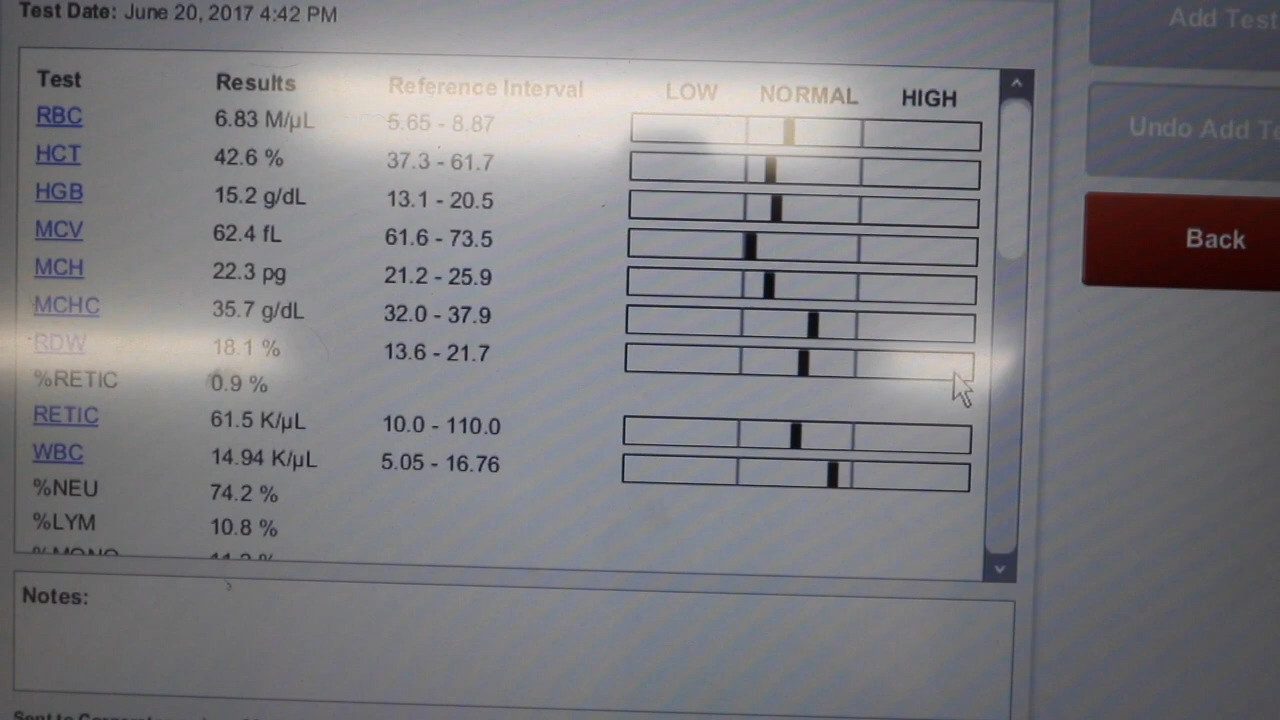 Test Date: June 20, 2017 4:42 PM
Add Test
Test Results Reference Interval LOW NORMAL HIGH
RBC 6.83 M/µL 5.65 - 8.87
HCT 42.6 % 37.3 - 61.7
Undo Add
HGB 15.2 g/dL 13.1 - 20.5
MCV 62.4 fL 61.6 - 73.5
Back
MCH 22.3 pg 21.2 - 25.9
MCHC 35.7 g/dL 32.0 - 37.9
RDW 18.1 % 13.6 - 21.7
%RETIC 0.9 %
RETIC 61.5 K/µL 10.0 - 110.0
WBC 14.94 K/µL 5.05 - 16.76
%NEU 74.2 %
%LYM 10.8 %
%MONO
Notes:
Sent to